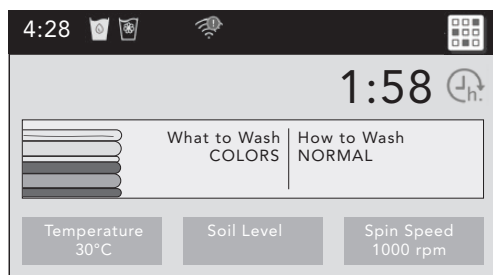 4:28
1:58 h.
What to Wash
COLORS
How to Wash
NORMAL
Temperature
30°C
Soil Level
Spin Speed
1000 rpm